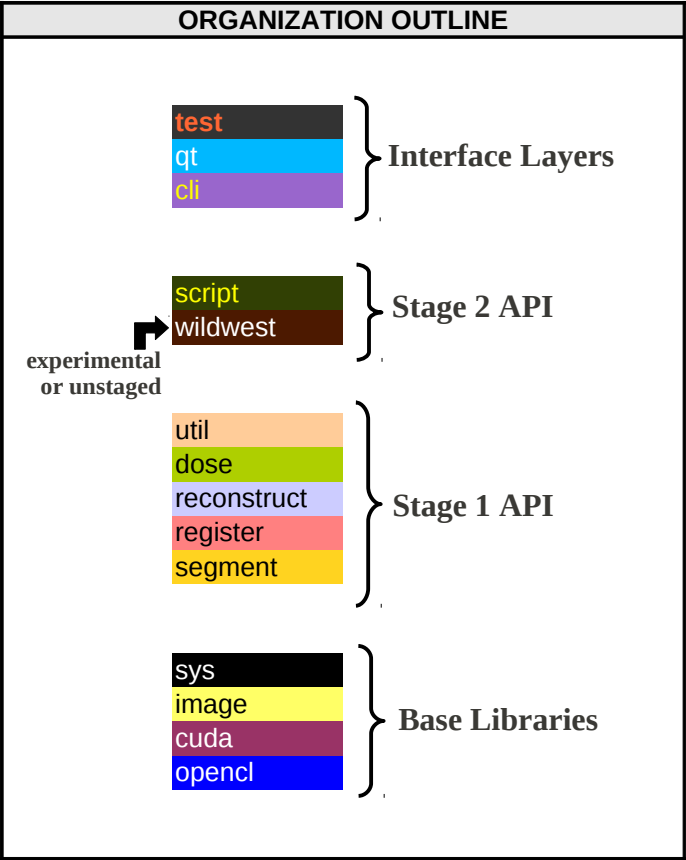 ORGANIZATION OUTLINE
test
qt
cli
Interface Layers
script
wildwest
Stage 2 API
experimental
or unstaged
util
dose
reconstruct
register
segment
Stage 1 API
sys
image
cuda
opencl
Base Libraries